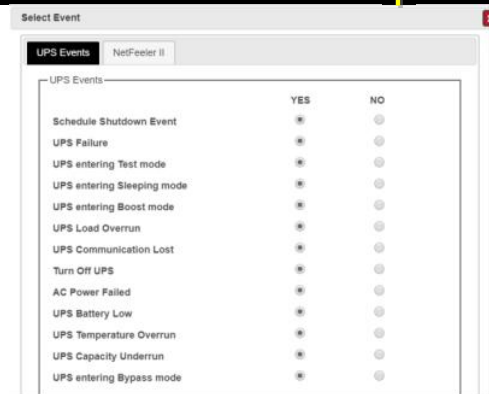 Select Event
UPS Events NetFeeler II
UPS Events
YES NO
Schedule Shutdown Event
UPS Failure
UPS entering Test mode
UPS entering Sleeping mode
UPS entering Boost mode
UPS Load Overrun
UPS Communication Lost
Turn Off UPS
AC Power Failed
UPS Battery Low
UPS Temperature Overrun
UPS Capacity Underrun
UPS entering Bypass mode